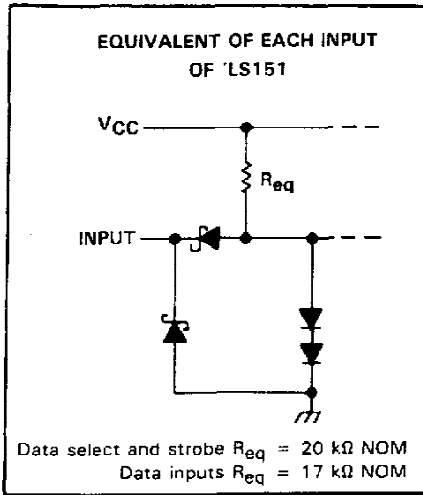 EQUIVALENT OF EACH INPUT
OF 'LS151
VCC
Req
INPUT
Data select and strobe Req = 20 kΩ NOM
Data inputs Req = 17 kΩ NOM